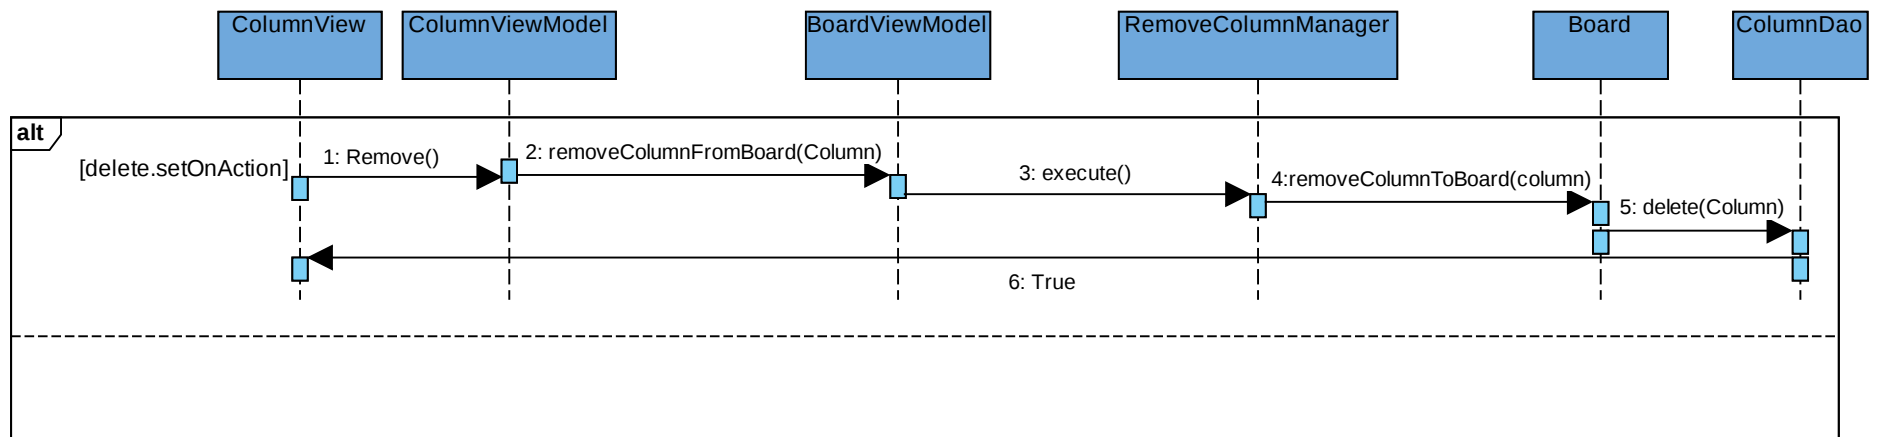 ColumnView
ColumnViewModel
BoardViewModel
RemoveColumnManager
Board
ColumnDao
alt
[delete.setOnAction]
1: Remove()
2: removeColumnFromBoard(Column)
3: execute()
4:removeColumnToBoard(column)
5: delete(Column)
6: True